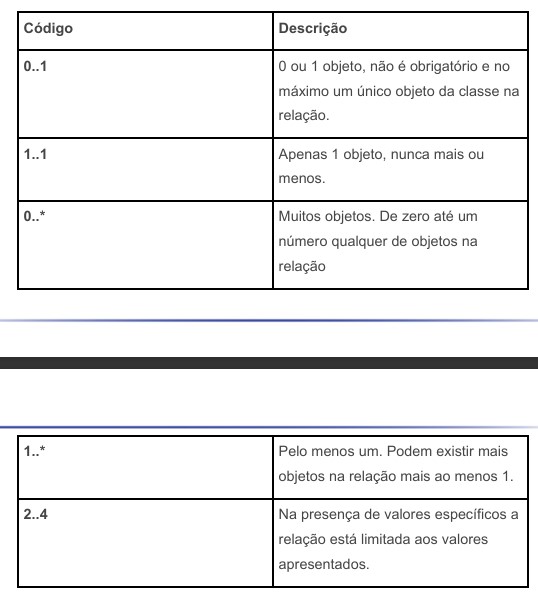 Código
Descrição
0..1
0 ou 1 objeto, não é obrigatório e no
máximo um único objeto da classe na
relação.
1..1
Apenas 1 objeto, nunca mais ou
menos.
0..*
Muitos objetos. De zero até um
número qualquer de objetos na
relação
1..*
Pelo menos um. Podem existir mais
objetos na relação mais ao menos 1.
2..4
Na presença de valores específicos a
relação está limitada aos valores
apresentados.